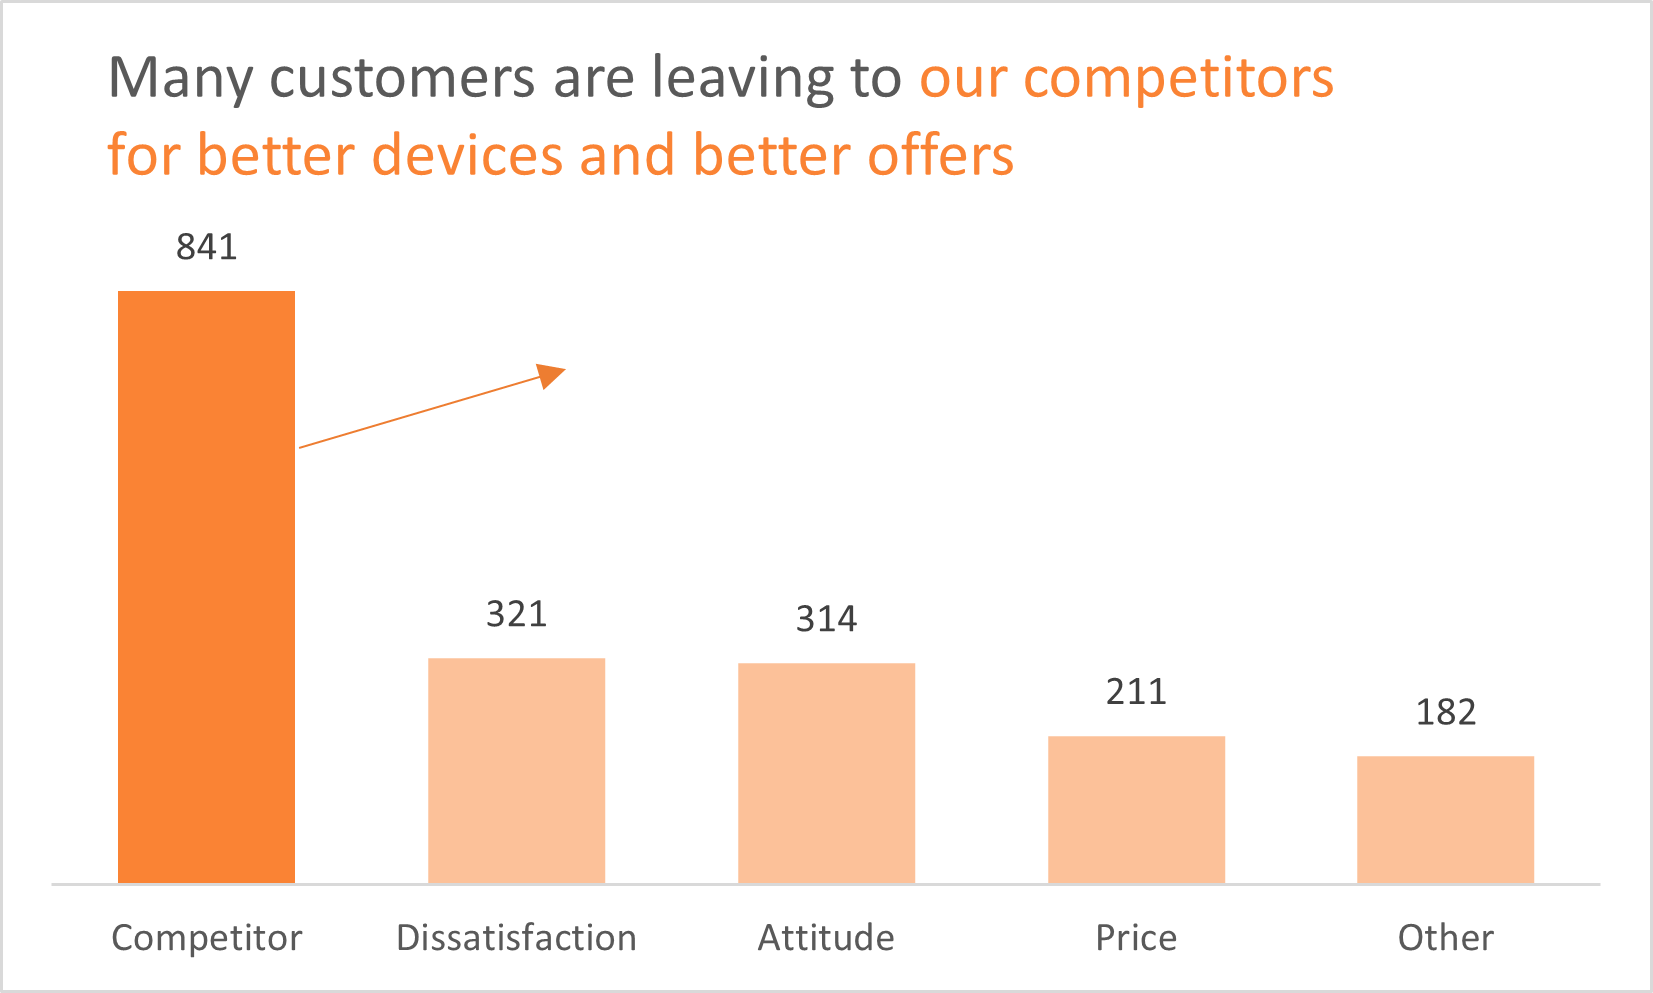 Many customers are leaving to our competitors
for better devices and better offers
841
321
314
211
182
Competitor
Dissatisfaction
Attitude
Price
Other